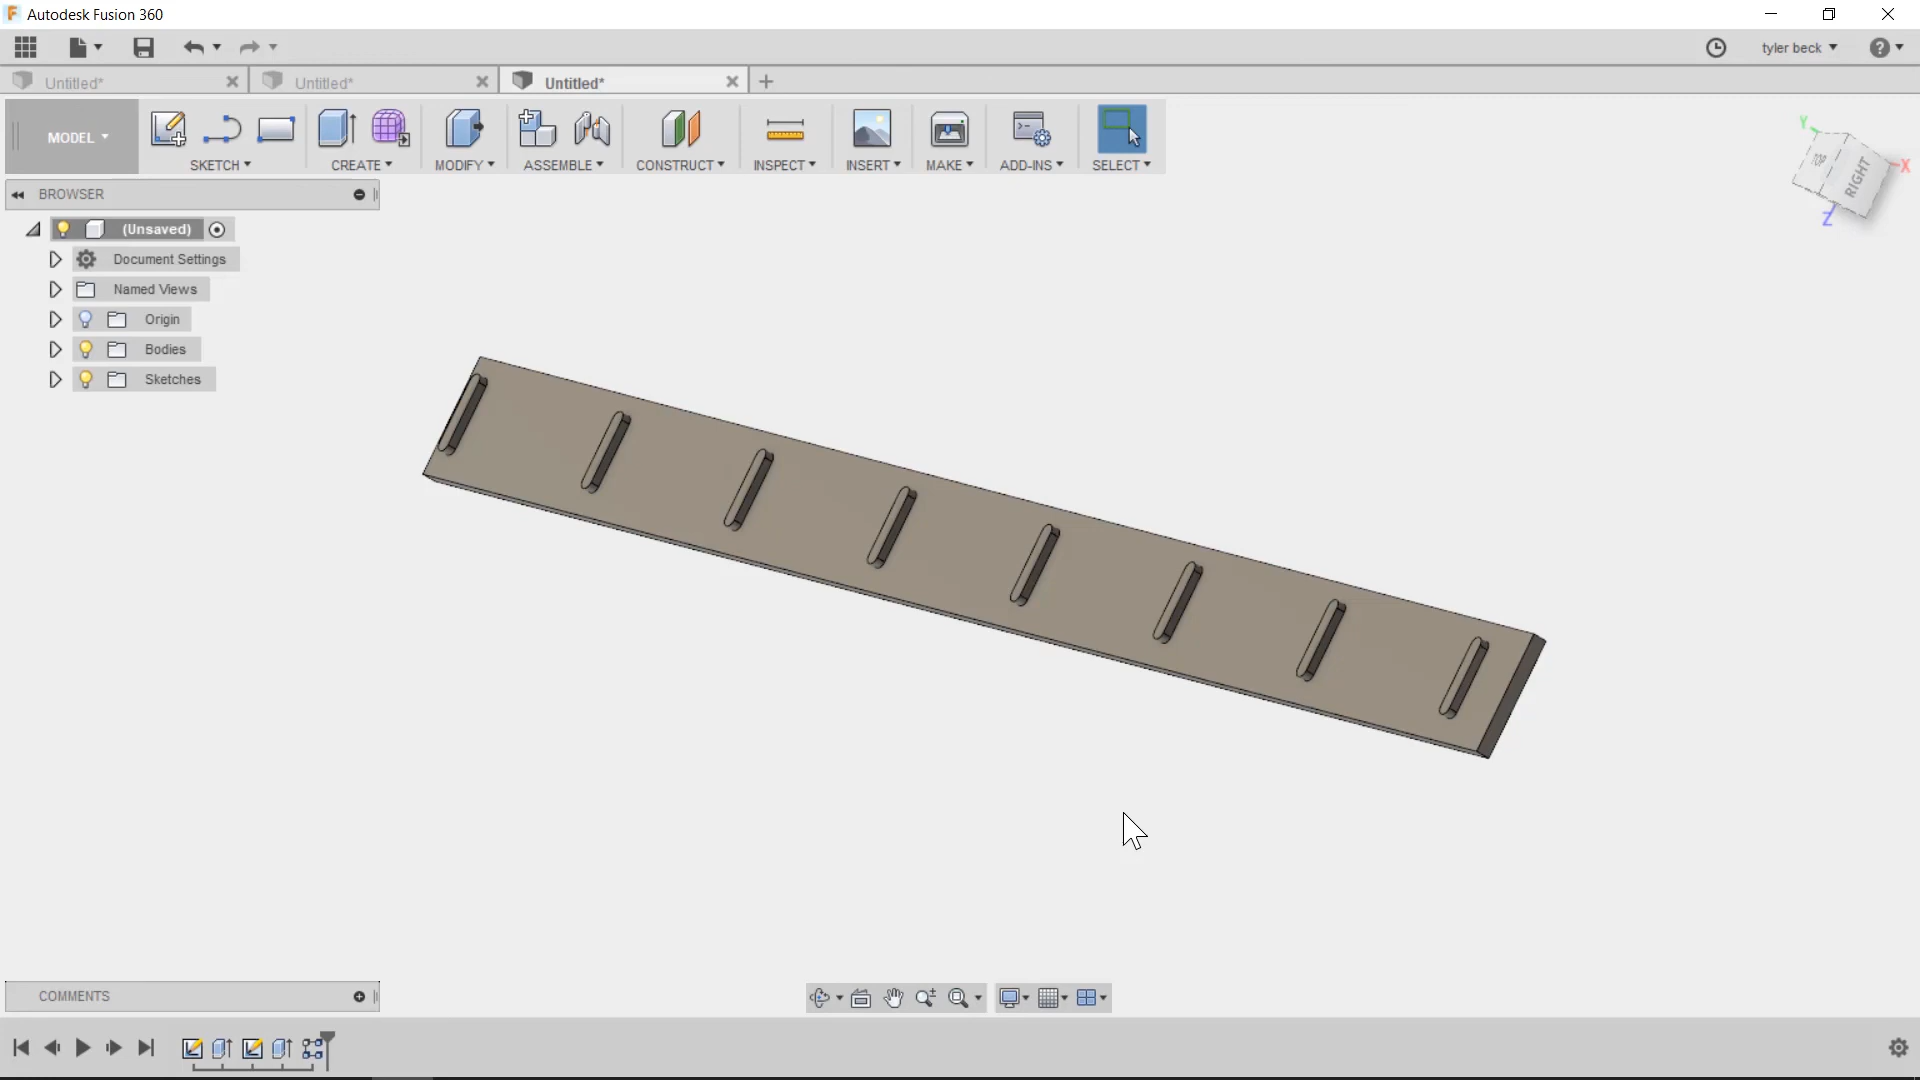 Autodesk Fusion 360
tyler beck
Untitled*
Untitled*
Untitled*
MODEL
SKETCH
CREATE
MODIFY
ASSEMBLE
CONSTRUCT
INSPECT
INSERT
MAKE
ADD-INS
SELECT
Y
TOP
RIGHT
X
Z
BROWSER
(Unsaved)
Document Settings
Named Views
Origin
Bodies
Sketches
COMMENTS